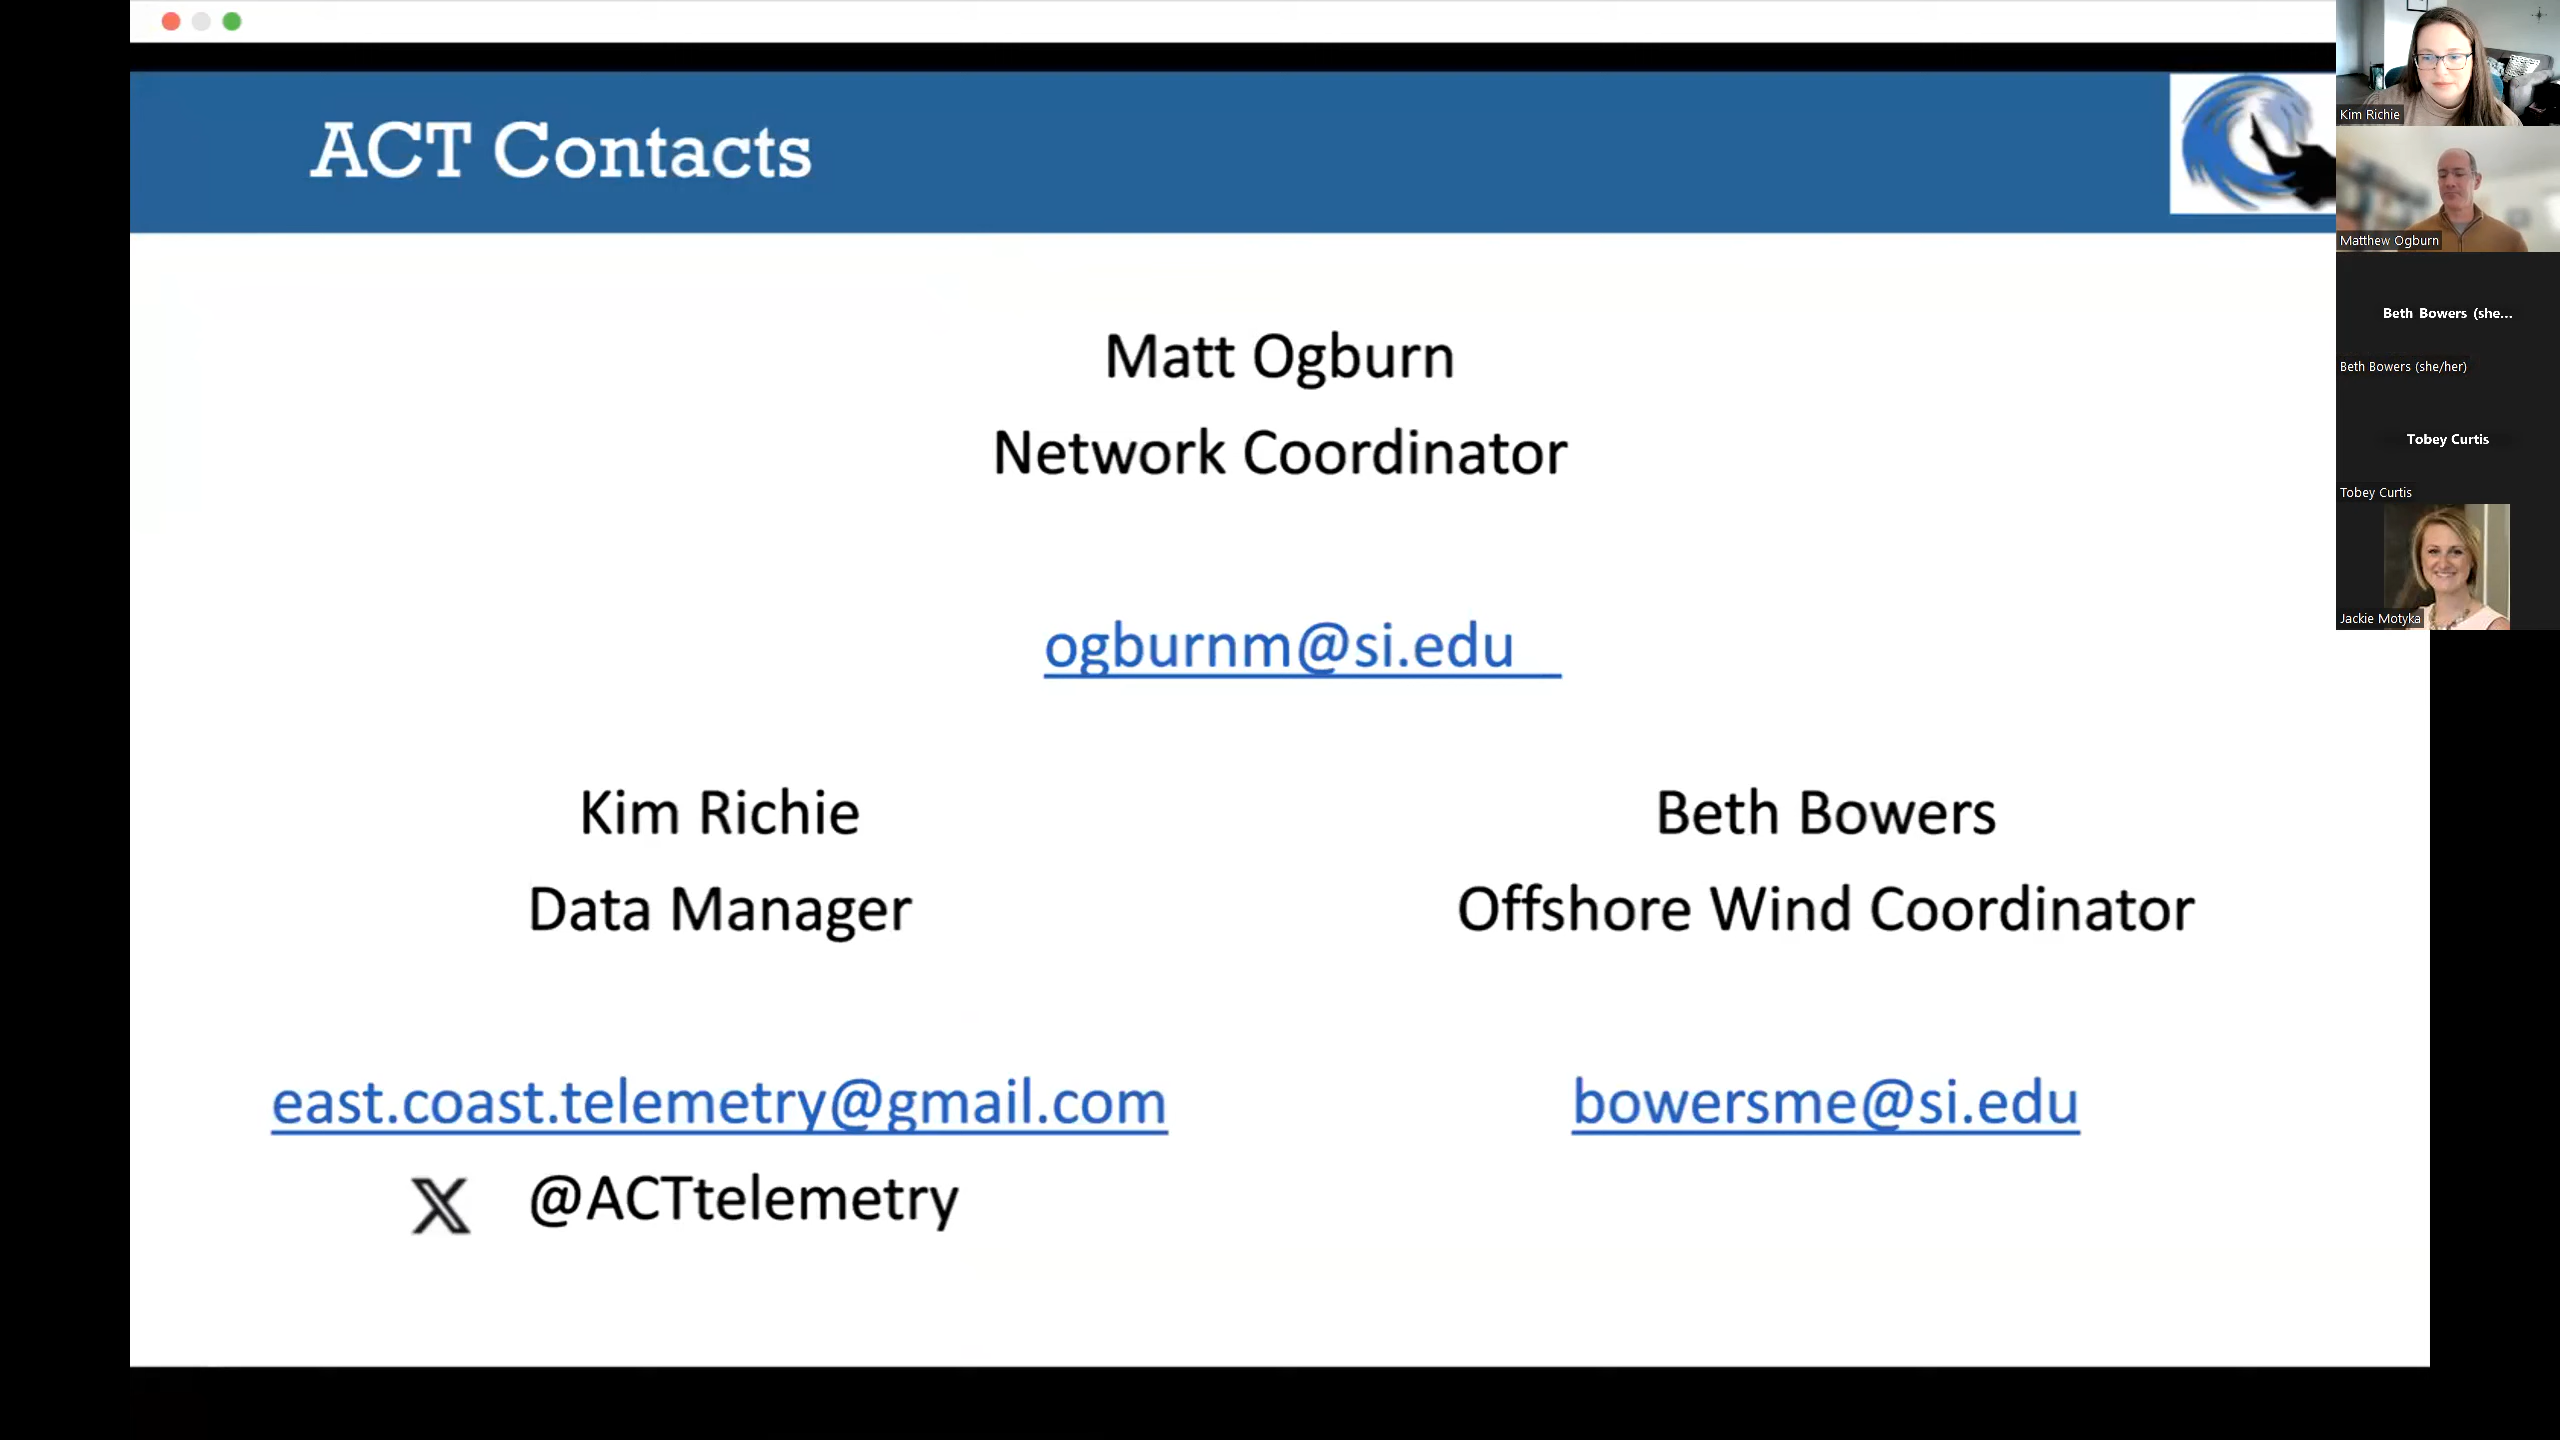 ACT Contacts
Matt Ogburn
Network Coordinator
ogburnm@si.edu
Kim Richie
Data Manager
east.coast.telemetry@gmail.com
@ACTtelemetry
Beth Bowers
Offshore Wind Coordinator
bowersme@si.edu
Kim Richie
Matthew Ogburn
Beth Bowers (she...
Beth Bowers (she/her)
Tobey Curtis
Tobey Curtis
Jackie Motyka